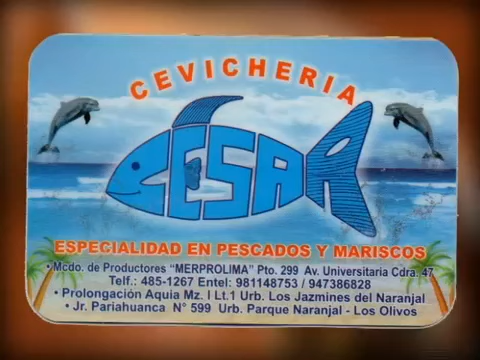 CEVICHERIA
CESAR
ESPECIALIDAD EN PESCADOS Y MARISCOS
• Mcdo. de Productores "MERPROLIMA" Pto. 299 Av. Universitaria Cdra. 47
Telf.: 485-1267 Entel: 981148753 / 947386828
• Prolongación Aquia Mz. I Lt.1 Urb. Los Jazmines del Naranjal
• Jr. Pariahuanca N° 599 Urb. Parque Naranjal - Los Olivos